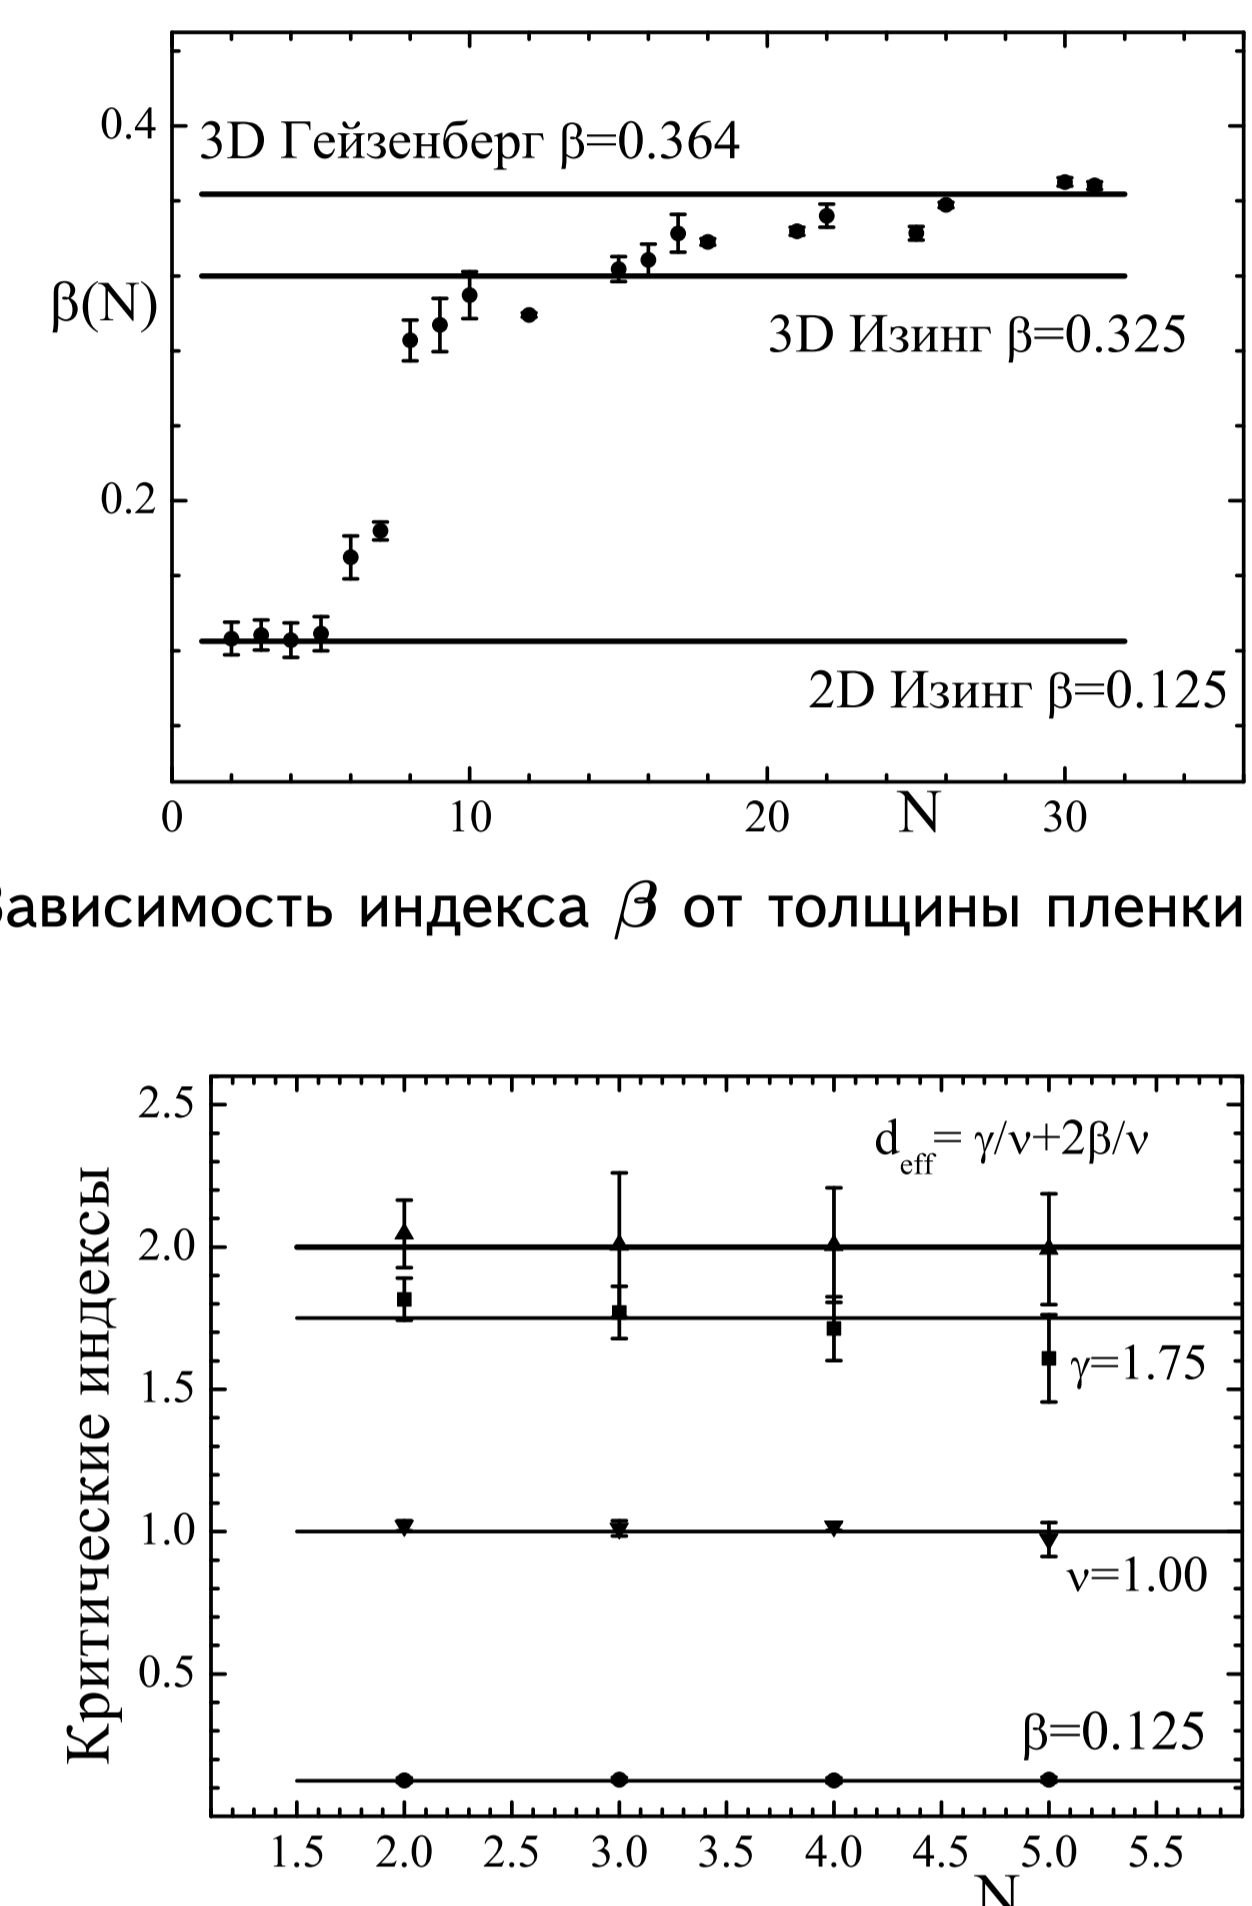 0.4
3D Гейзенберг β=0.364
β(N)
3D Изинг β=0.325
0.2
2D Изинг β=0.125
0 10 20 N 30
Зависимость индекса β от толщины пленки
2.5
d_eff= γ/ν+2β/ν
Критические индексы
2.0
1.5
γ=1.75
1.0
ν=1.00
0.5
β=0.125
1.5 2.0 2.5 3.0 3.5 4.0 4.5 5.0 5.5
N